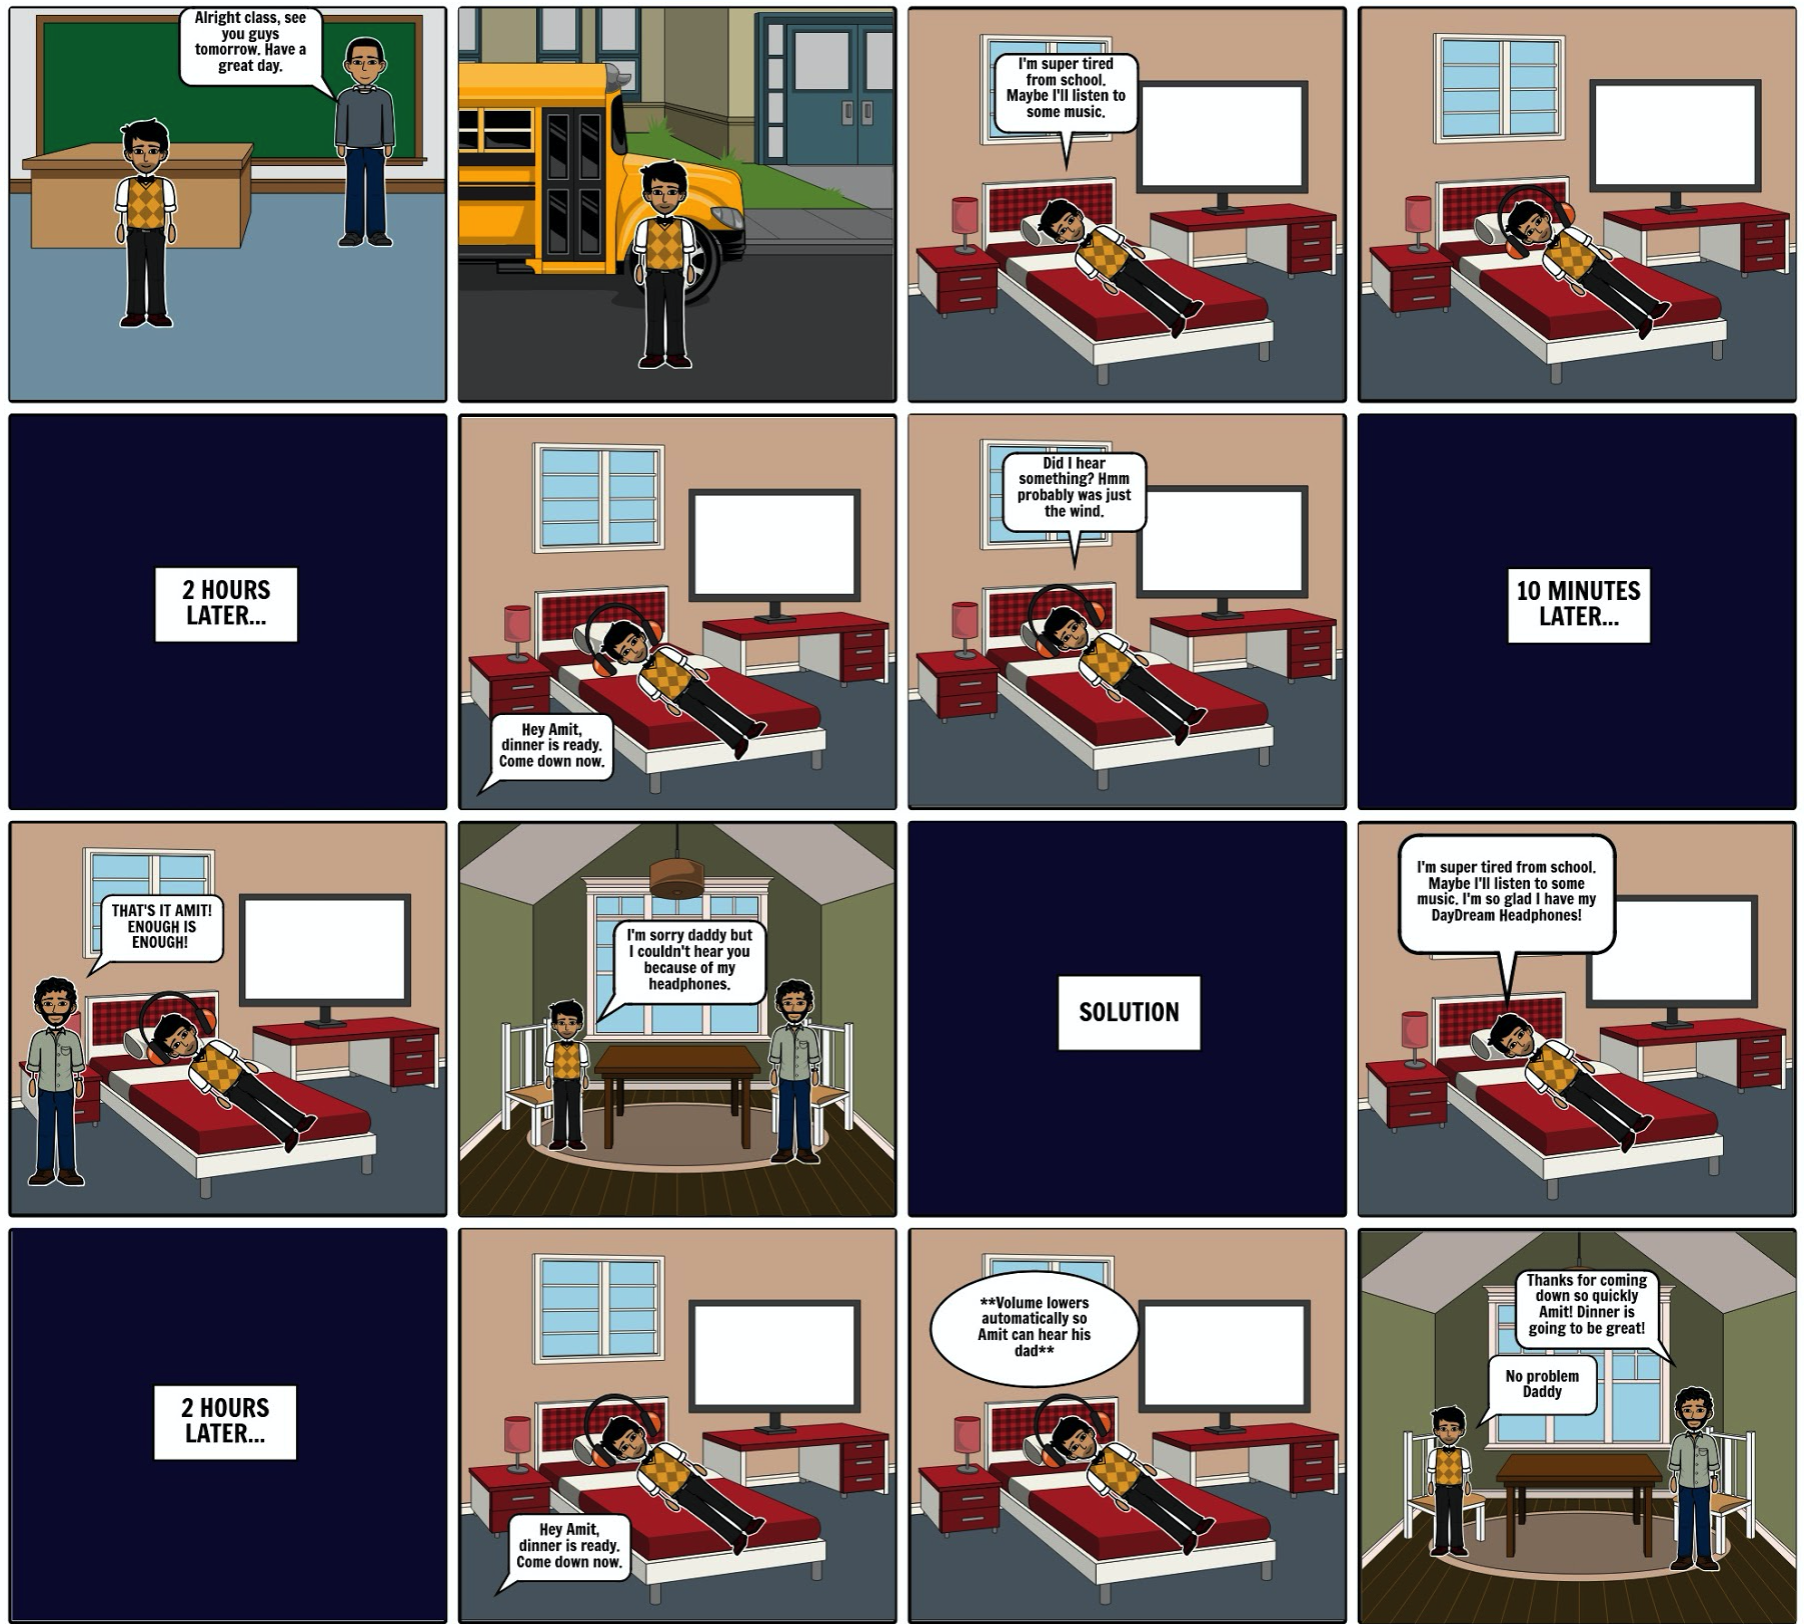 Alright class, see
you guys
tomorrow. Have a
great day.
I'm super tired
from school.
Maybe I'll listen to
some music.
2 HOURS
LATER...
Hey Amit,
dinner is ready.
Come down now.
Did I hear
something? Hmm
probably was just
the wind.
10 MINUTES
LATER...
THAT'S IT AMIT!
ENOUGH IS
ENOUGH!
I'm sorry daddy but
I couldn't hear you
because of my
headphones.
SOLUTION
I'm super tired from school.
Maybe I'll listen to some
music. I'm so glad I have my
DayDream Headphones!
2 HOURS
LATER...
Hey Amit,
dinner is ready.
Come down now.
**Volume lowers
automatically so
Amit can hear his
dad**
Thanks for coming
down so quickly
Amit! Dinner is
going to be great!
No problem
Daddy